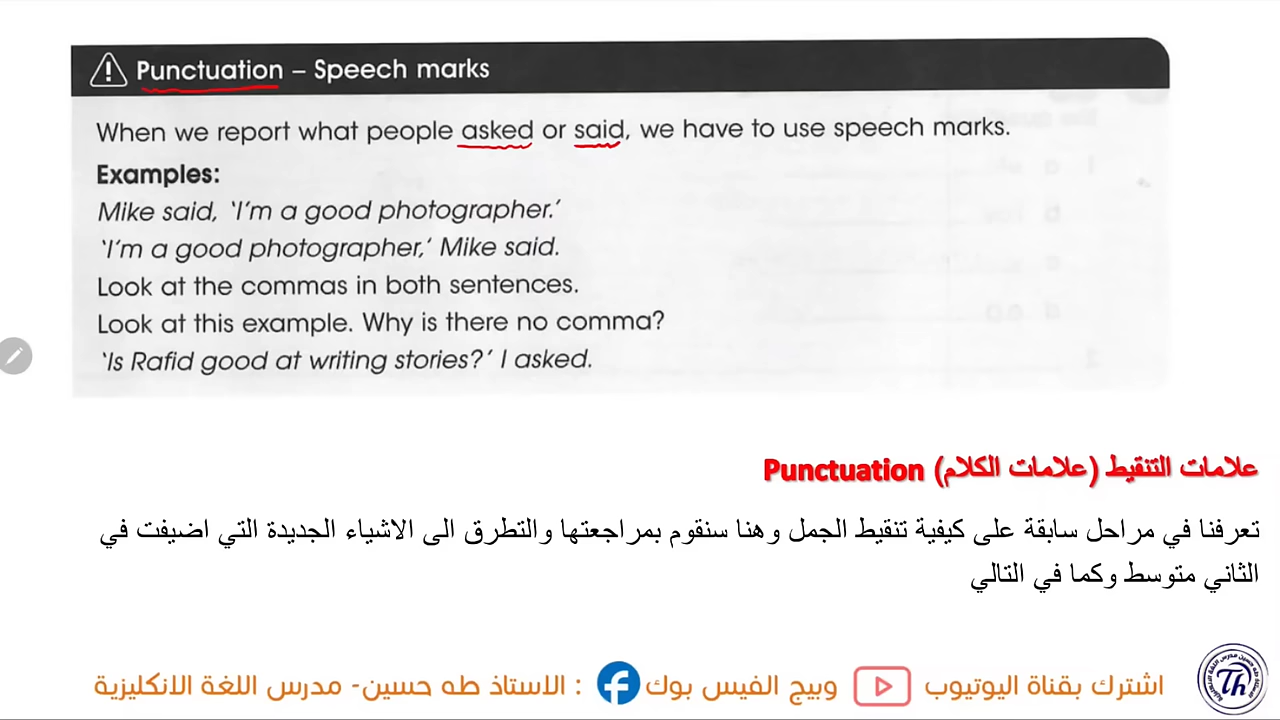 Punctuation – Speech marks
When we report what people asked or said, we have to use speech marks.
Examples:
Mike said, ‘I’m a good photographer.’
‘I’m a good photographer,’ Mike said.
Look at the commas in both sentences.
Look at this example. Why is there no comma?
‘Is Rafid good at writing stories?’ I asked.
علامات التنقيط (علامات الكلام) Punctuation
تعرفنا في مراحل سابقة على كيفية تنقيط الجمل وهنا سنقوم بمراجعتها والتطرق الى الاشياء الجديدة التي اضيفت في
الثاني متوسط وكما في التالي
اشترك بقناة اليوتيوب وبيج الفيس بوك : الاستاذ طه حسين- مدرس اللغة الانكليزية
Th